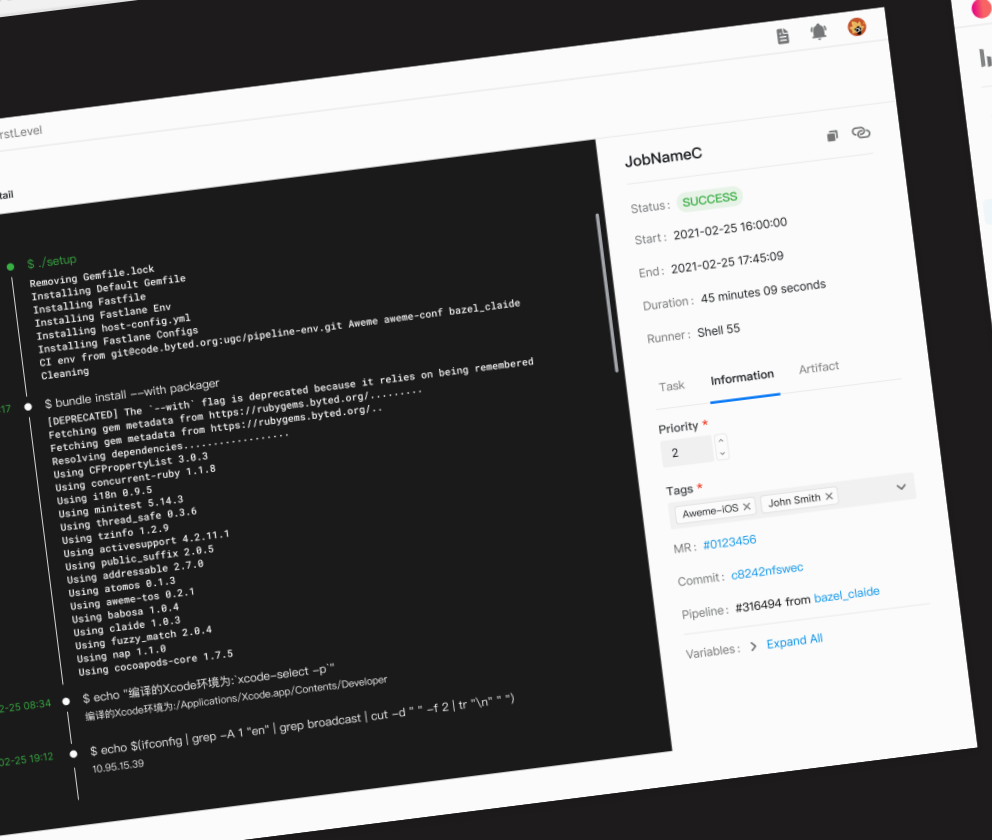 rstLevel
tail
$ ./setup
Removing Gemfile.lock
Installing Default Gemfile
Installing Fastfile
Installing Fastlane Env
Installing host-config.yml
Installing Fastlane Configs
CI env from git@code.byted.org:ugc/pipeline-env.git Aweme aweme-conf bazel_claide
Cleaning
17
$ bundle install --with packager
[DEPRECATED] The `--with` flag is deprecated because it relies on being remembered
Fetching gem metadata from https://rubygems.byted.org/.........
Fetching gem metadata from https://rubygems.byted.org/..
Resolving dependencies.................
Using CFPropertyList 3.0.3
Using concurrent-ruby 1.1.8
Using i18n 0.9.5
Using minitest 5.14.3
Using thread_safe 0.3.6
Using tzinfo 1.2.9
Using activesupport 4.2.11.1
Using public_suffix 2.0.5
Using addressable 2.7.0
Using atomos 0.1.3
Using aweme-tos 0.2.1
Using babosa 1.0.4
Using claide 1.0.3
Using fuzzy_match 2.0.4
Using nap 1.1.0
Using cocoapods-core 1.7.5
2-25 08:34
$ echo "编译的Xcode环境为:`xcode-select -p`"
编译的Xcode环境为:/Applications/Xcode.app/Contents/Developer
02-25 19:12
$ echo $(ifconfig | grep -A 1 "en" | grep broadcast | cut -d " " -f 2 | tr "\n" " ")
10.95.15.39
JobNameC
Status: SUCCESS
Start: 2021-02-25 16:00:00
End: 2021-02-25 17:45:09
Duration: 45 minutes 09 seconds
Runner: Shell 55
Task Information Artifact
Priority *
2
Tags *
Aweme-iOS × John Smith ×
MR: #0123456
Commit: c8242nfswec
Pipeline: #316494 from bazel_claide
Variables: > Expand All